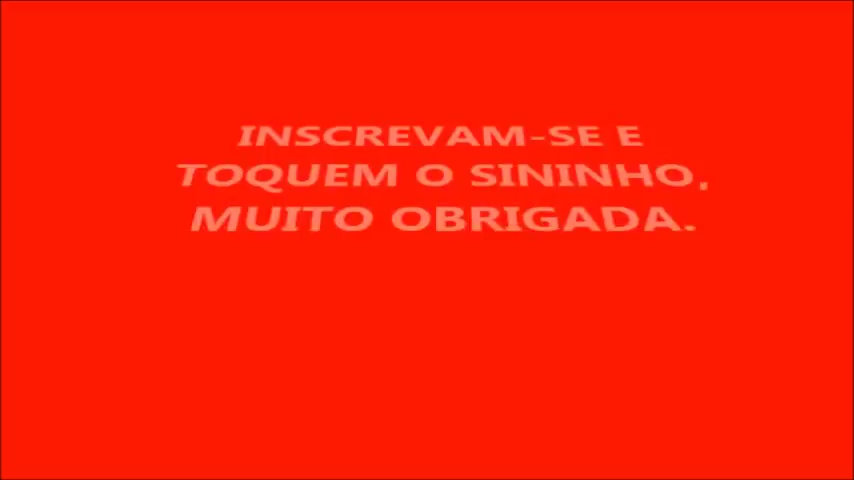 INSCREVAM-SE E
TOQUEM O SININHO,
MUITO OBRIGADA.